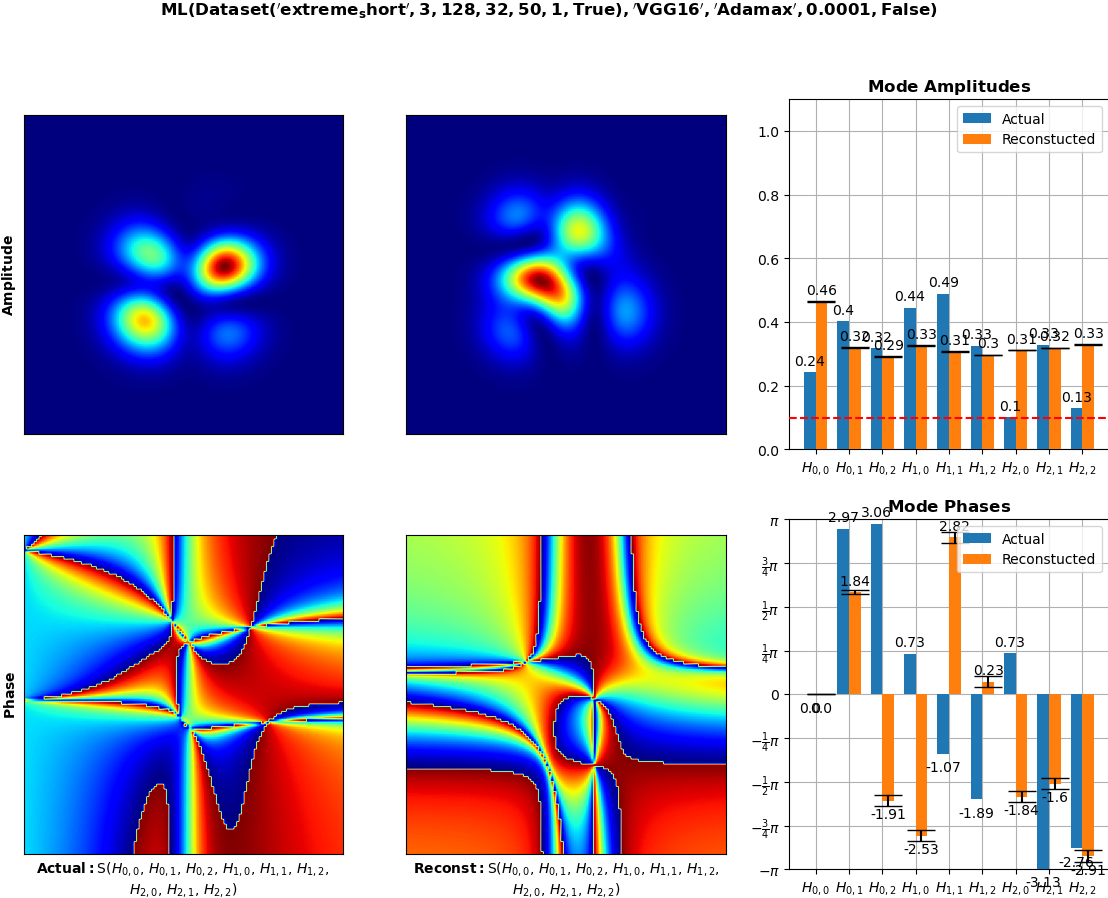 ML(Dataset('extreme_short', 3, 128, 32, 50, 1, True), 'VGG16', 'Adamax', 0.0001, False)
Amplitude
Mode Amplitudes
Actual
Reconstucted
1.0
0.8
0.6
0.4
0.2
0.0
0.24
0.46
0.4
0.32
0.32
0.29
0.44
0.33
0.49
0.31
0.33
0.3
0.1
0.31
0.33
0.32
0.13
0.33
H0,0 H0,1 H0,2 H1,0 H1,1 H1,2 H2,0 H2,1 H2,2
Phase
Mode Phases
Actual
Reconstucted
π
3/4π
1/2π
1/4π
0
−1/4π
−1/2π
−3/4π
−π
0.0
0.0
2.97
1.84
3.06
-1.91
0.73
-2.53
-1.07
2.82
-1.89
0.23
0.73
-1.84
-3.13
-1.6
-2.76
-2.91
H0,0 H0,1 H0,2 H1,0 H1,1 H1,2 H2,0 H2,1 H2,2
Actual: S(H0,0, H0,1, H0,2, H1,0, H1,1, H1,2,
H2,0, H2,1, H2,2)
Reconst: S(H0,0, H0,1, H0,2, H1,0, H1,1, H1,2,
H2,0, H2,1, H2,2)